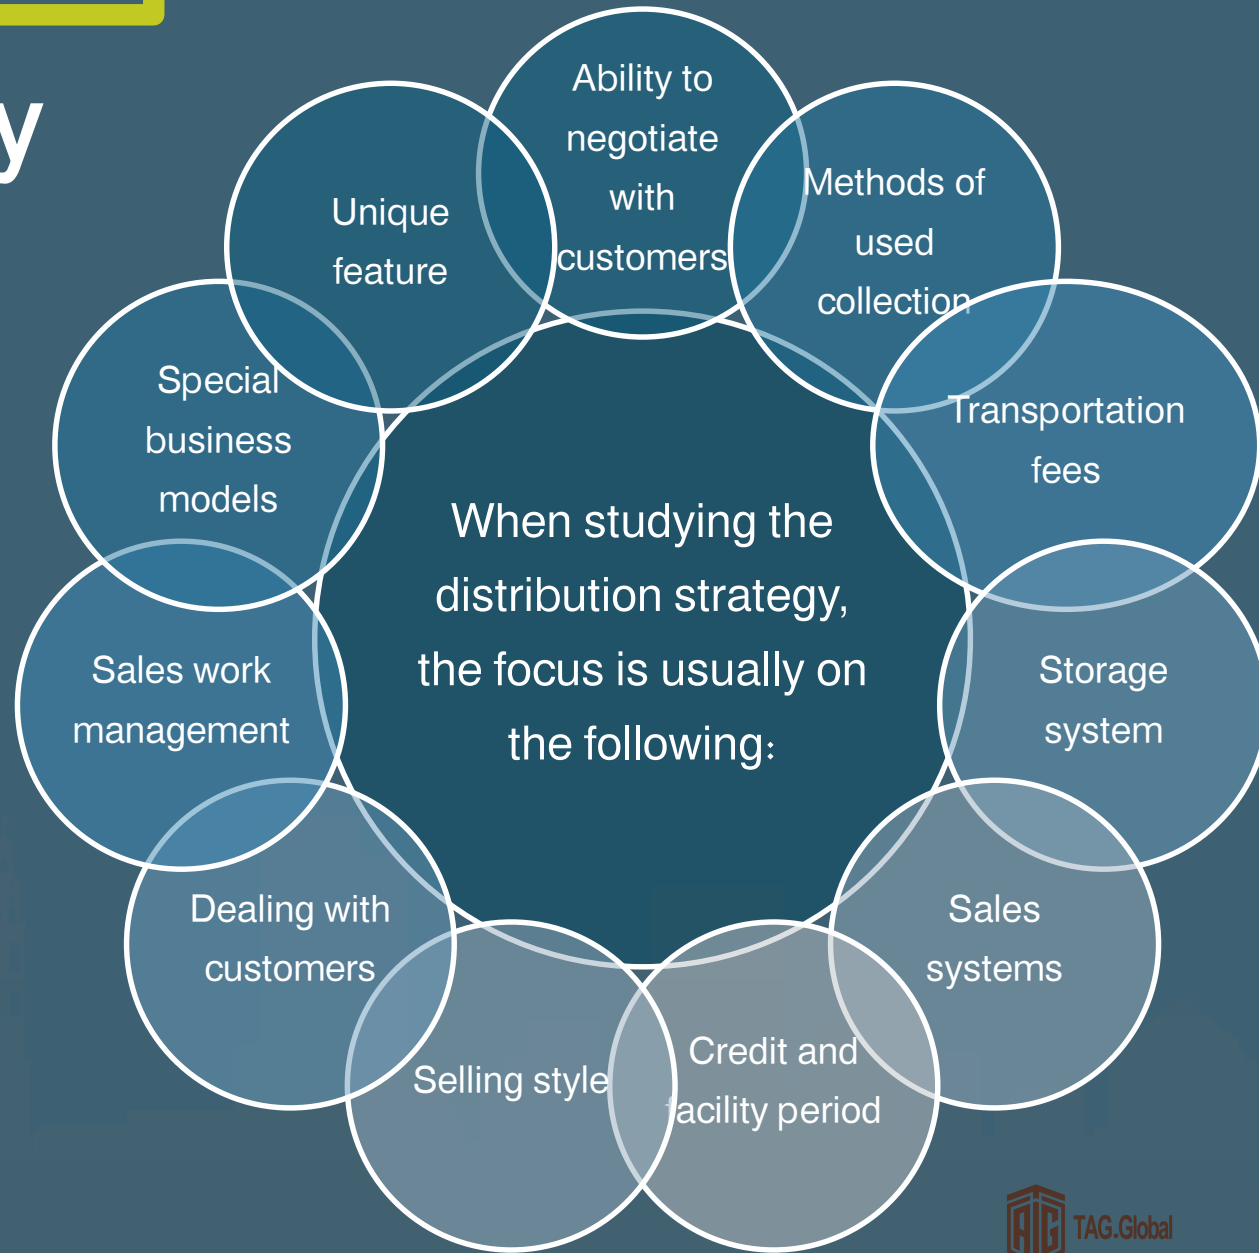 y
Ability to
negotiate
with
customers
Methods of
used
collection
Transportation
fees
Storage
system
Sales
systems
Credit and
facility period
Selling style
Dealing with
customers
Sales work
management
Special
business
models
Unique
feature
When studying the
distribution strategy,
the focus is usually on
the following:
TAG.Global